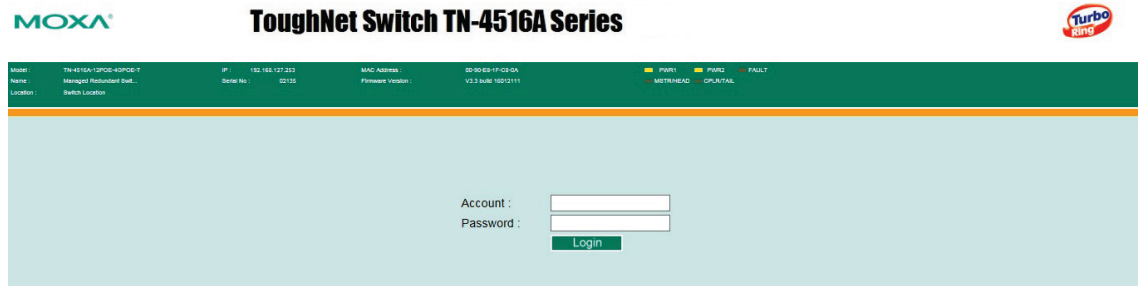 MOXA ToughNet Switch TN-4516A Series Turbo Ring
Model : TN-4516A-12POE-4GPOE-T IP : 192.168.127.253 MAC Address : 00-90-E8-1F-C8-0A PWR1 PWR2 FAULT
Name : Managed Redundant Swit... Serial No : 02135 Firmware Version : V3.3 build 16012111 MSTR/HEAD CPLR/TAIL
Location : Switch Location
Account :
Password :
Login